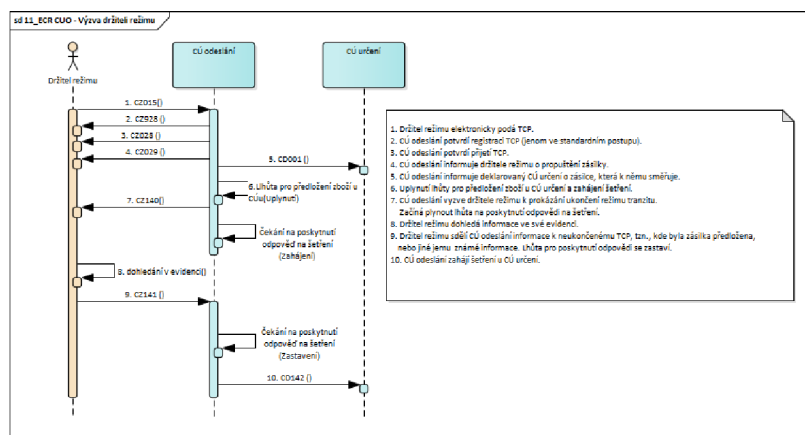 sd 11_ECR CUO - Výzva držiteli režimu
Držitel režimu
CÚ odeslání
CÚ určení
1. CZ015()
2. CZ928 ()
3. CZ028 ()
4. CZ029 ()
5. CD001 ()
6.Lhůta pro předložení zboží u
CÚu(Uplynutí)
7. CZ140()
Čekání na poskytnutí
odpověď na šetření
(Zahájení)
8. dohledání v evidenci()
9. CZ141 ()
Čekání na poskytnutí
odpověď na šetření
(Zastavení)
10. CD142 ()
1. Držitel režimu elektronicky podá TCP.
2. CÚ odeslání potvrdí registraci TCP (jenom ve standardním postupu).
3. CÚ odeslání potvrdí přijetí TCP.
4. CÚ odeslání informuje držitele režimu o propuštění zásilky.
5. CÚ odeslání informuje deklarovaný CÚ určení o zásilce, která k němu směřuje.
6. Uplynutí lhůty pro předložení zboží u CÚ určení a zahájení šetření.
7. CÚ odeslání vyzve držitele režimu k prokázání ukončení režimu tranzitu.
Začíná plynout lhůta na poskytnutí odpovědi na šetření.
8. Držitel režimu dohledá informace ve své evidenci.
9. Držitel režimu sdělí CÚ odeslání informace k neukončenému TCP, tzn., kde byla zásilka předložena,
nebo jiné jemu známé informace. Lhůta pro poskytnutí odpovědi se zastaví.
10. CÚ odeslání zahájí šetření u CÚ určení.